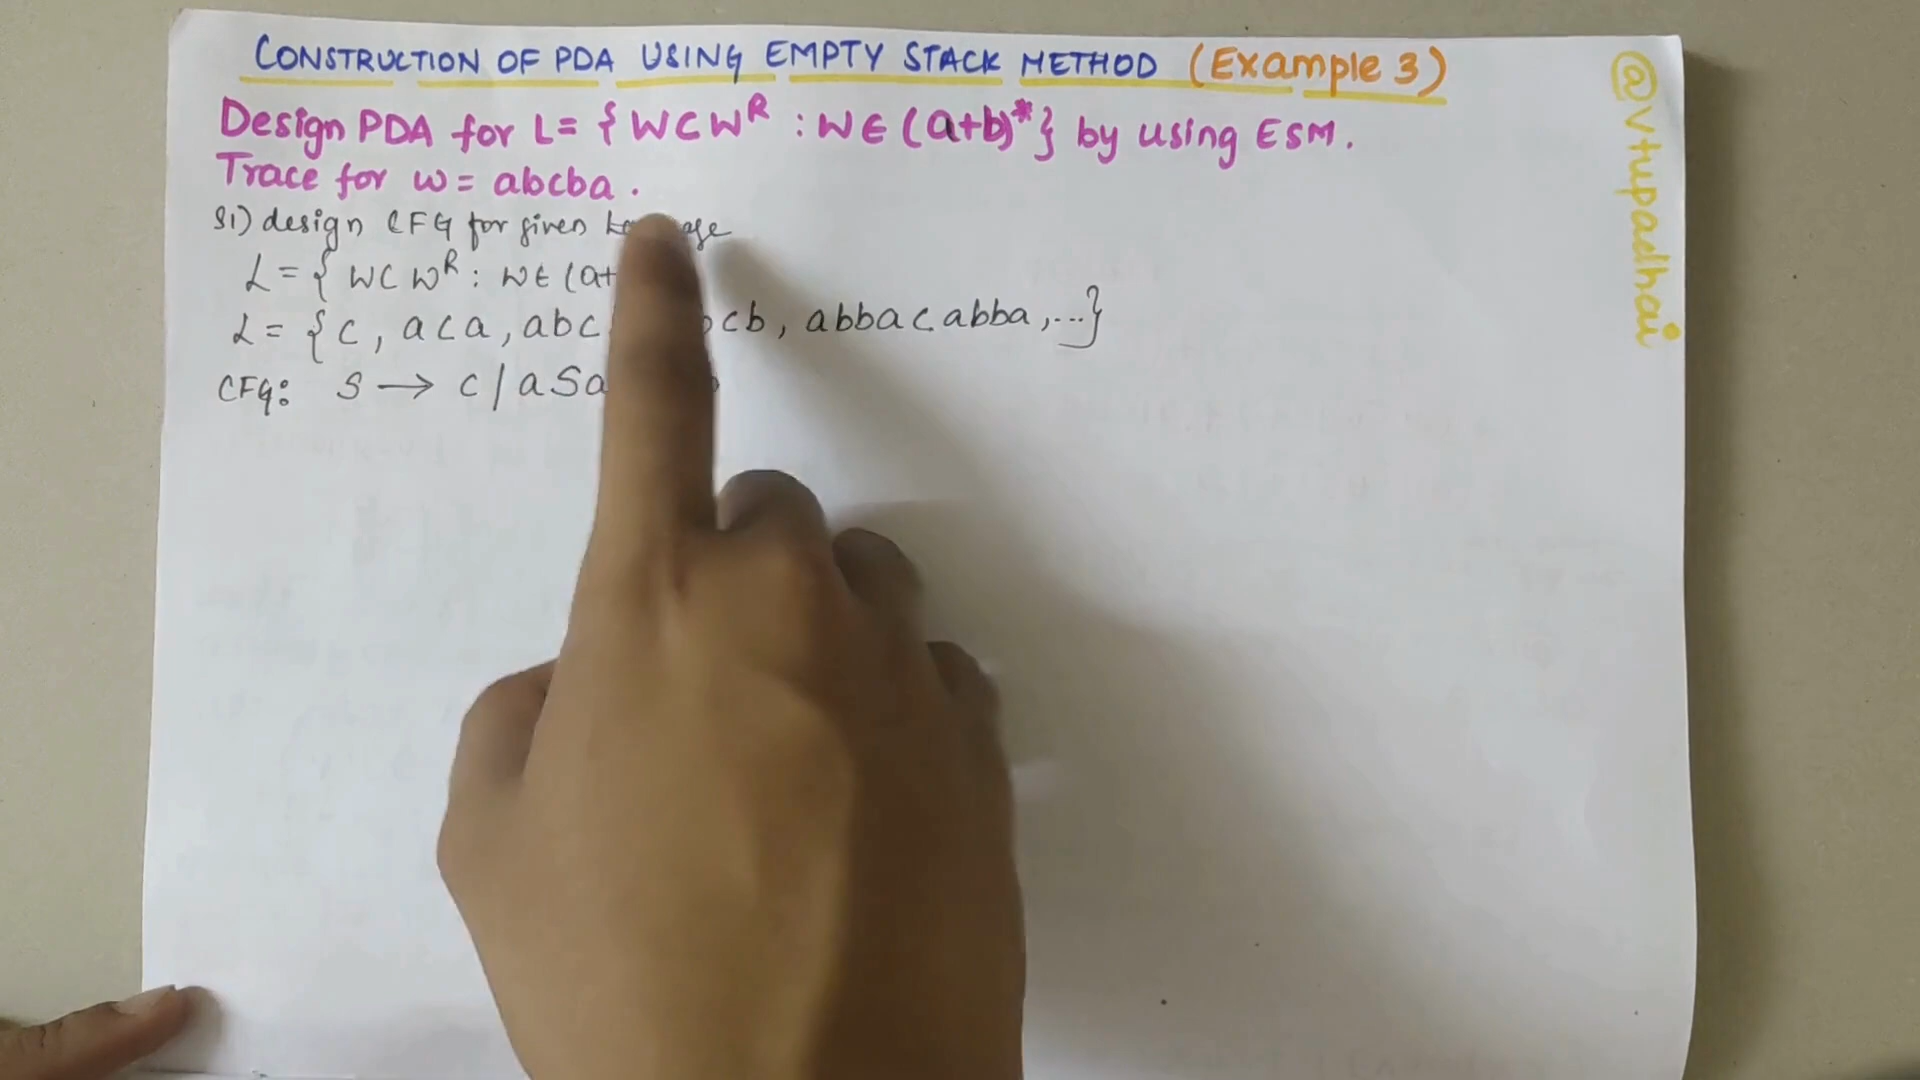 CONSTRUCTION OF PDA USING EMPTY STACK METHOD (Example 3)
Design PDA for L= {WCW^R : W∈(a+b)*} by using ESM.
Trace for w= abcba.
S1) design CFG for given
L={ WCW^R: W∈(a+
L= {C, aca, abc cb, abbacabba,...}
CFG: S → c/aSa
@vtupadhai